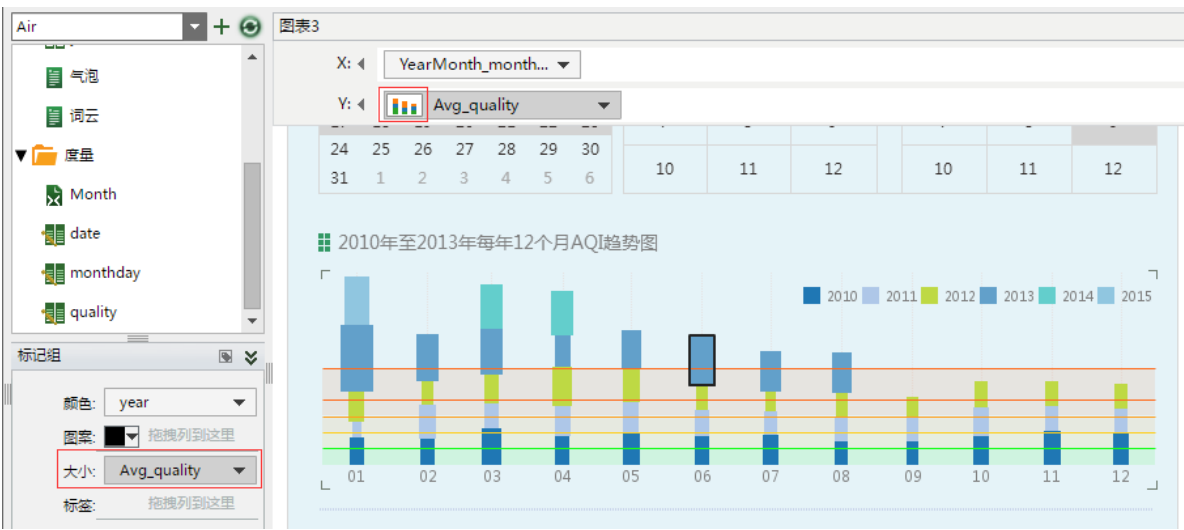 Air
图表3
X:
YearMonth_month...
Y:
Avg_quality
气泡
词云
度量
Month
date
monthday
quality
24 25 26 27 28 29 30
31 1 2 3 4 5 6
10 11 12
10 11 12
2010年至2013年每年12个月AQI趋势图
2010 2011 2012 2013 2014 2015
01 02 03 04 05 06 07 08 09 10 11 12
标记组
颜色: year
图案: 拖拽列到这里
大小: Avg_quality
标签: 拖拽列到这里